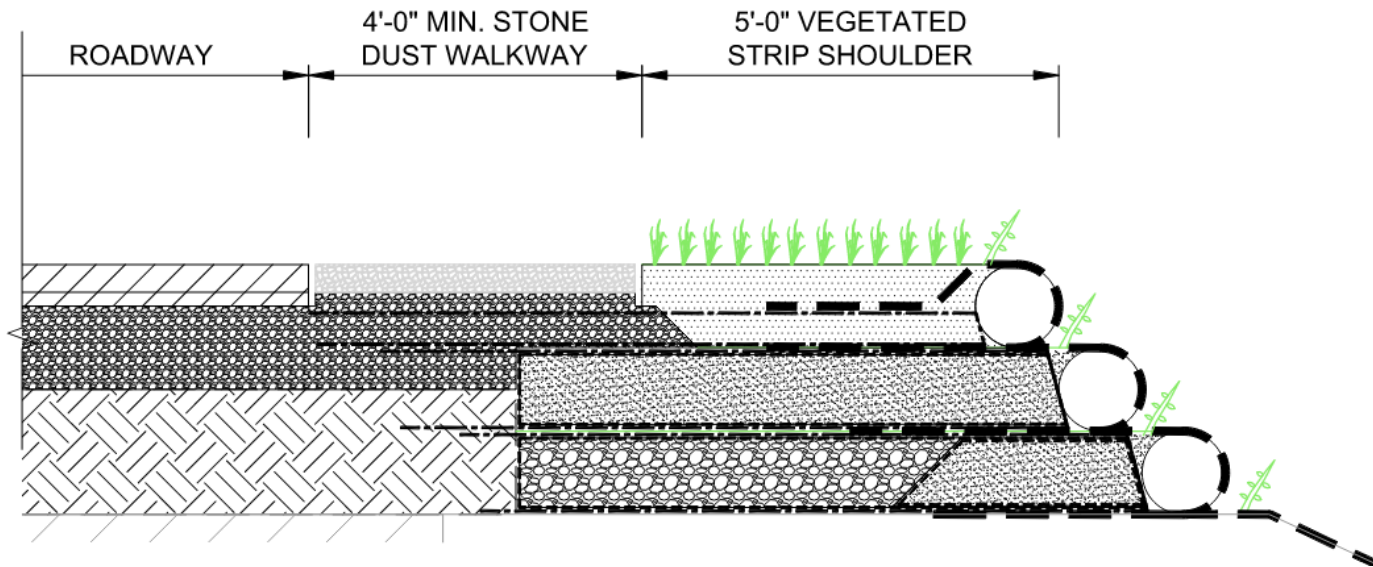 ROADWAY
4'-0" MIN. STONE
DUST WALKWAY
5'-0" VEGETATED
STRIP SHOULDER